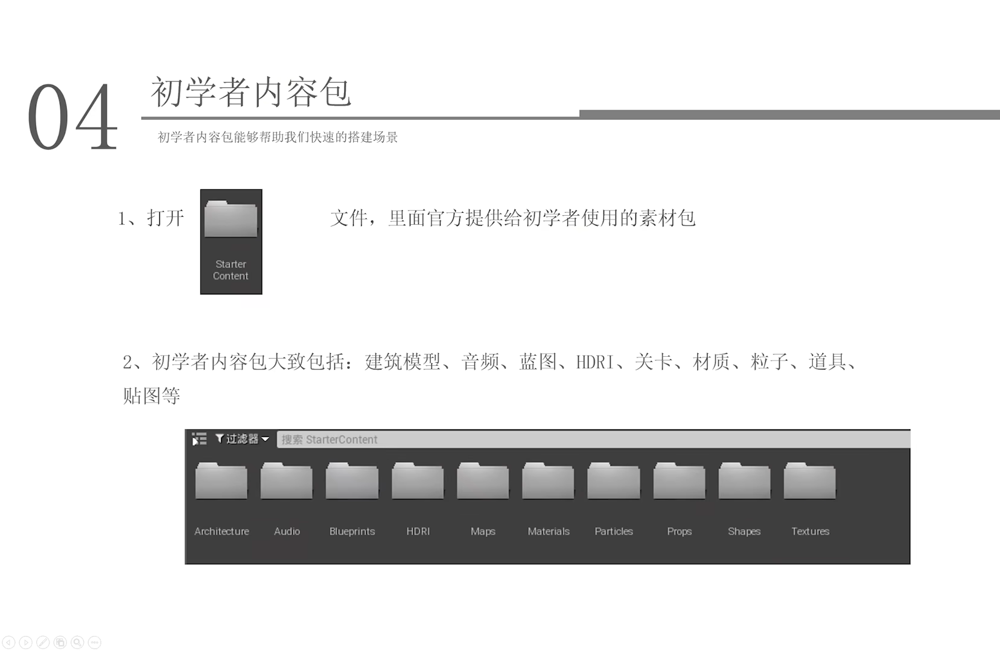 04
初学者内容包
初学者内容包能够帮助我们快速的搭建场景
1、打开
Starter
Content
文件，里面官方提供给初学者使用的素材包
2、初学者内容包大致包括：建筑模型、音频、蓝图、HDRI、关卡、材质、粒子、道具、
贴图等
过滤器 搜索 StarterContent
Architecture Audio Blueprints HDRI Maps Materials Particles Props Shapes Textures